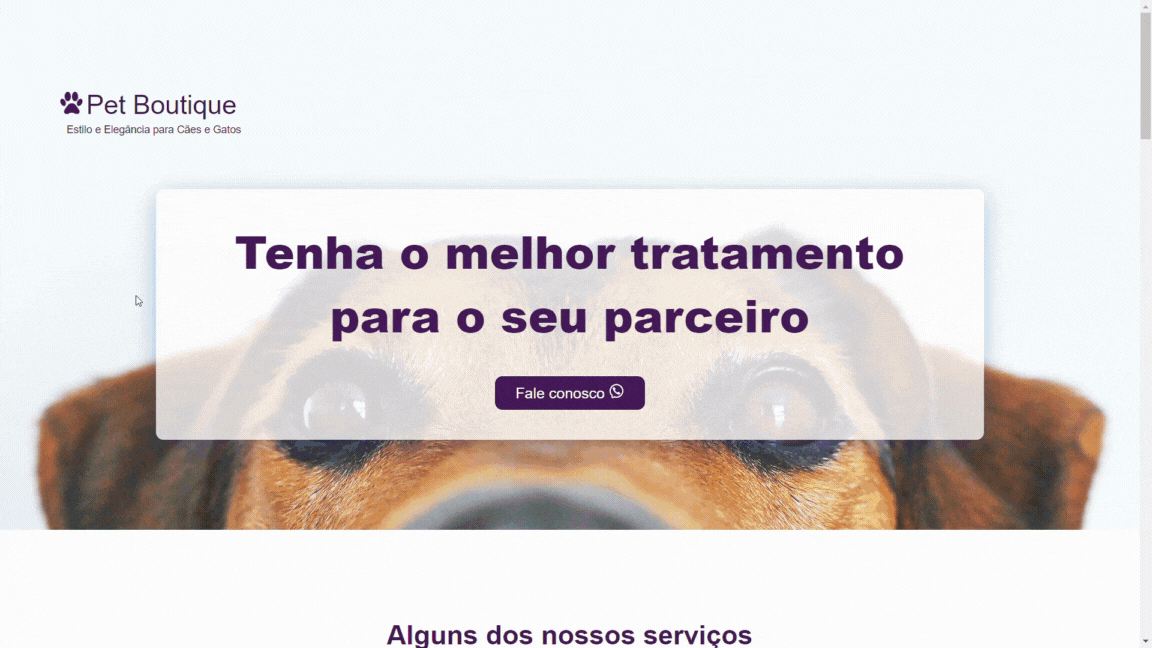 Pet Boutique
Estilo e Elegância para Cães e Gatos
Tenha o melhor tratamento
para o seu parceiro
Fale conosco
Alguns dos nossos serviços